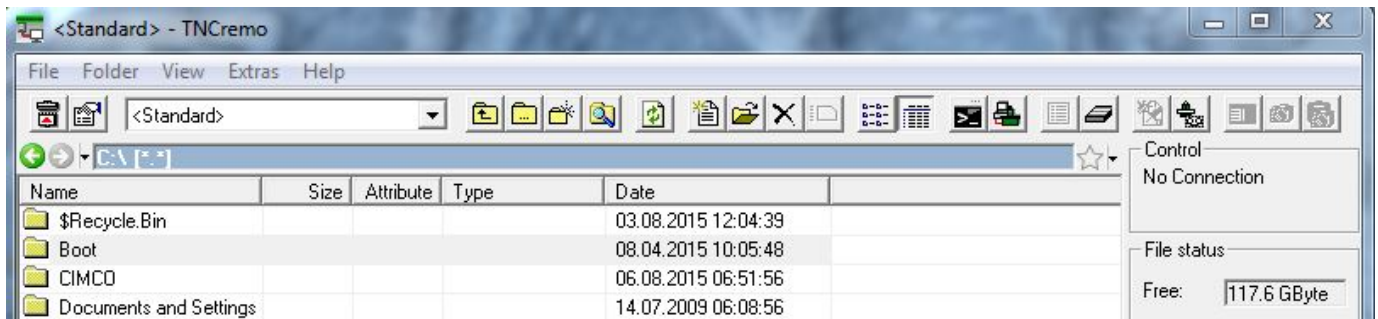 <Standard> - TNCremo
File Folder View Extras Help
<Standard>
C:\ [*.*]
Control
No Connection
Name Size Attribute Type Date
$Recycle.Bin 03.08.2015 12:04:39
Boot 08.04.2015 10:05:48
CIMCO 06.08.2015 06:51:56
Documents and Settings 14.07.2009 06:08:56
File status
Free: 117.6 GByte